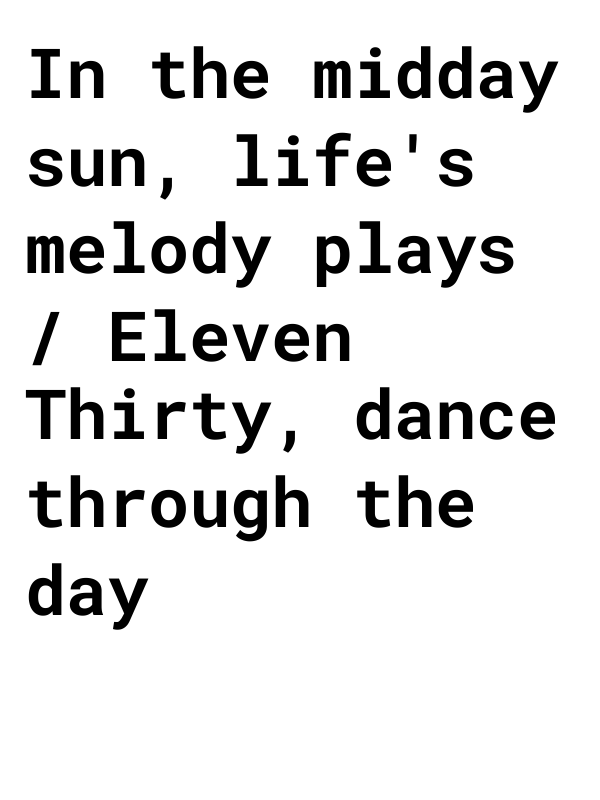 In the midday
sun, life's
melody plays
/ Eleven
Thirty, dance
through the
day